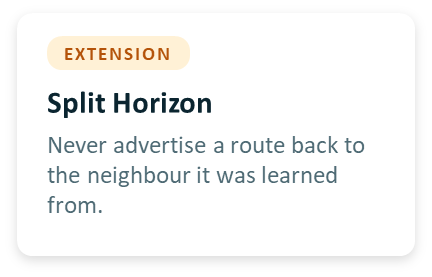 EXTENSION
Split Horizon
Never advertise a route back to
the neighbour it was learned
from.